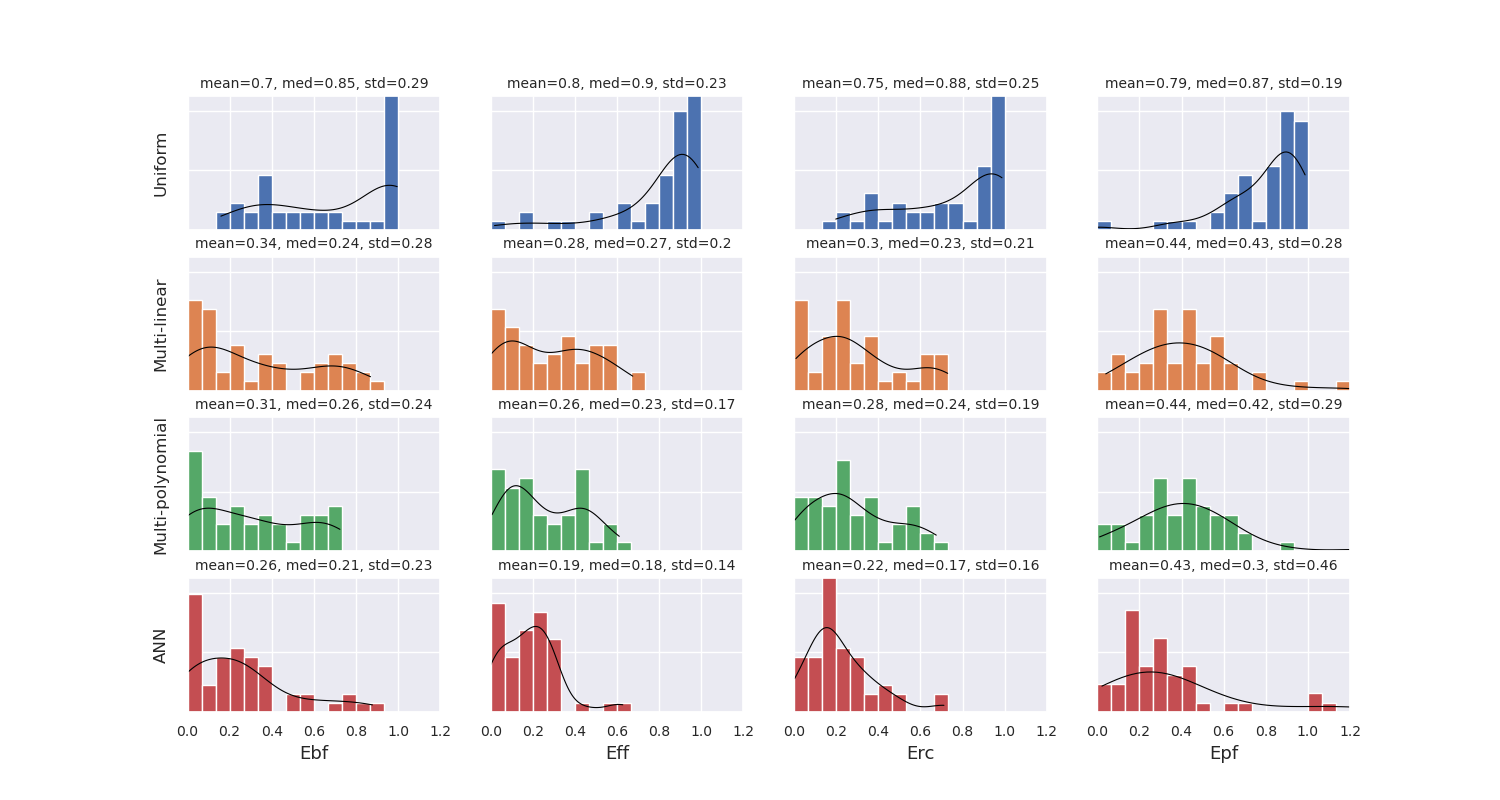 mean=0.7, med=0.85, std=0.29
mean=0.8, med=0.9, std=0.23
mean=0.75, med=0.88, std=0.25
mean=0.79, med=0.87, std=0.19
Uniform
mean=0.34, med=0.24, std=0.28
mean=0.28, med=0.27, std=0.2
mean=0.3, med=0.23, std=0.21
mean=0.44, med=0.43, std=0.28
Multi-linear
mean=0.31, med=0.26, std=0.24
mean=0.26, med=0.23, std=0.17
mean=0.28, med=0.24, std=0.19
mean=0.44, med=0.42, std=0.29
Multi-polynomial
mean=0.26, med=0.21, std=0.23
mean=0.19, med=0.18, std=0.14
mean=0.22, med=0.17, std=0.16
mean=0.43, med=0.3, std=0.46
ANN
0.0 0.2 0.4 0.6 0.8 1.0 1.2
0.0 0.2 0.4 0.6 0.8 1.0 1.2
0.0 0.2 0.4 0.6 0.8 1.0 1.2
0.0 0.2 0.4 0.6 0.8 1.0 1.2
Ebf
Eff
Erc
Epf